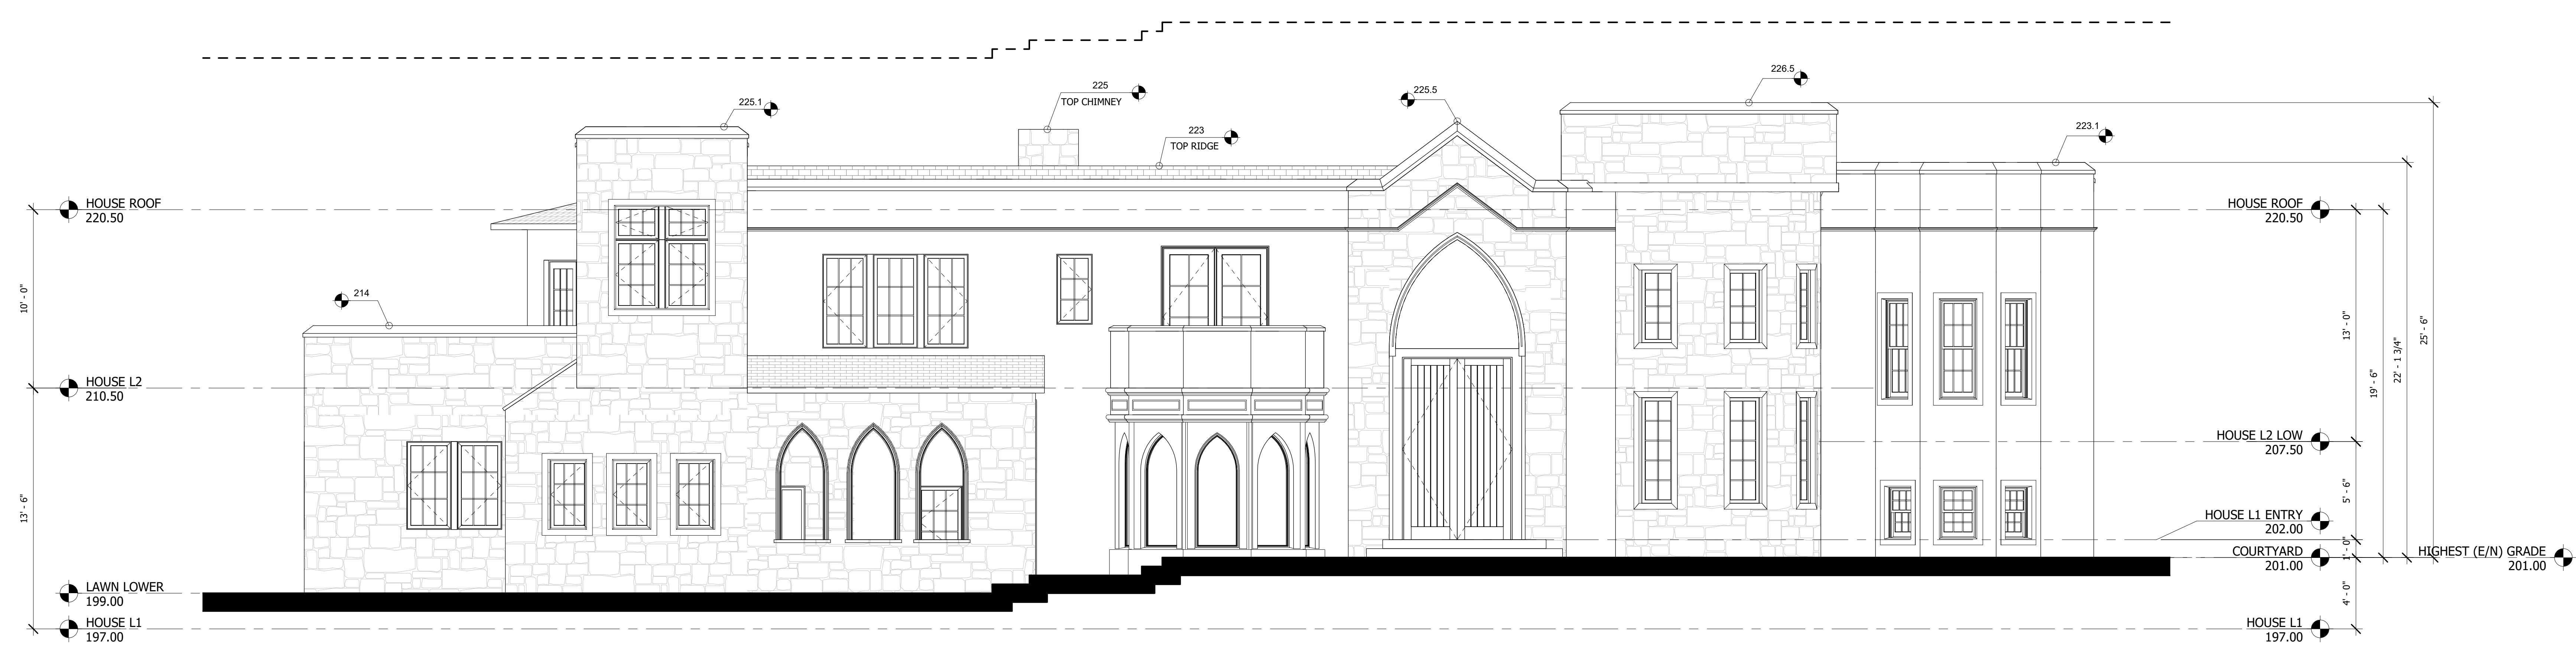 226.5
225
TOP CHIMNEY
225.5
225.1
223
TOP RIDGE
223.1
HOUSE ROOF
220.50
HOUSE ROOF
220.50
214
10' - 0"
13' - 0"
19' - 6"
22' - 1 3/4"
25' - 6"
HOUSE L2
210.50
HOUSE L2 LOW
207.50
13' - 6"
5' - 6"
HOUSE L1 ENTRY
202.00
1' - 0"
COURTYARD
201.00
HIGHEST (E/N) GRADE
201.00
LAWN LOWER
199.00
4' - 0"
HOUSE L1
197.00
HOUSE L1
197.00